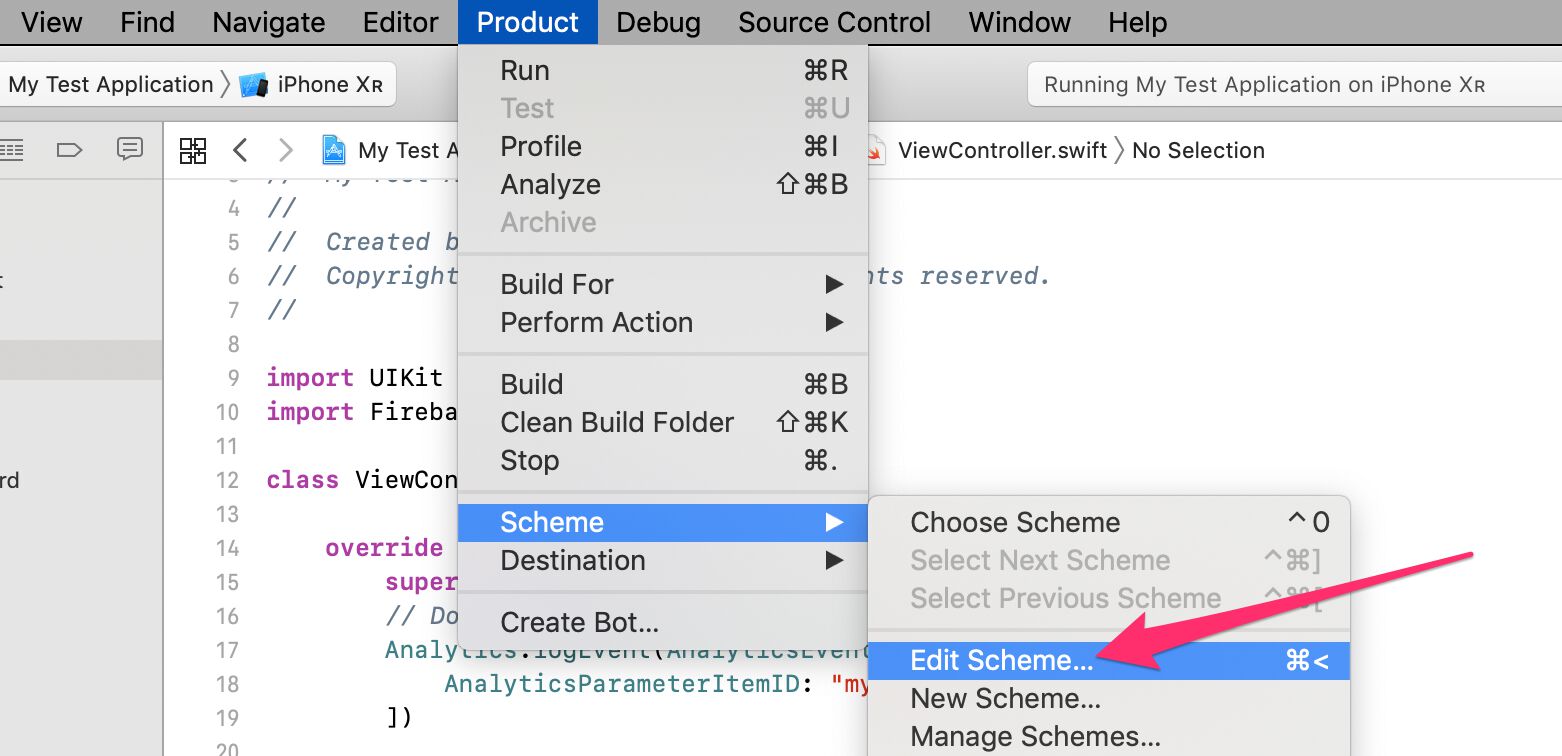 View Find Navigate Editor Product Debug Source Control Window Help
My Test Application iPhone XR Running My Test Application on iPhone XR
My Test A ViewController.swift No Selection
Run ⌘R
Test ⌘U
Profile ⌘I
Analyze ⇧⌘B
Archive
Build For
Perform Action
Build ⌘B
Clean Build Folder ⇧⌘K
Stop ⌘.
Scheme
Destination
Create Bot...
Choose Scheme ^0
Select Next Scheme ^⌘]
Select Previous Scheme ^⌘[
Edit Scheme... ⌘<
New Scheme...
Manage Schemes...
rd
4 //
5 // Created b
6 // Copyright nts reserved.
7 //
8
9 import UIKit
10 import Fireba
11
12 class ViewCon
13
14 override
15 super
16 // Do
17 Analytics.logEvent(AnalyticsEven
18 AnalyticsParameterItemID: "my
19 ])
20